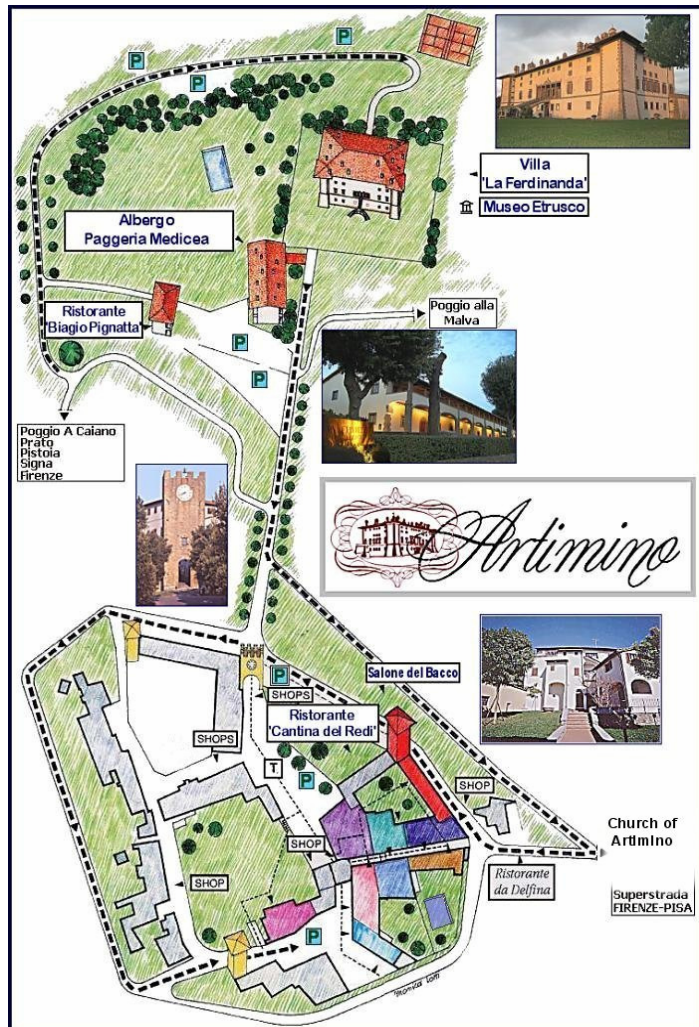 P
P
P
Villa
'La Ferdinanda'
Museo Etrusco
Albergo
Paggeria Medicea
Ristorante
'Biagio Pignatta'
Poggio alla
Malva
P
P
Poggio A Caiano
Prato
Pistoia
Signa
Firenze
Artimino
Salone del Bacco
P
SHOPS
Ristorante
'Cantina del Redi'
SHOPS
T.
P
SHOP
SHOP
Church of
Artimino
Ristorante
da Delfina
SHOP
Superstrada
FIRENZE-PISA
P